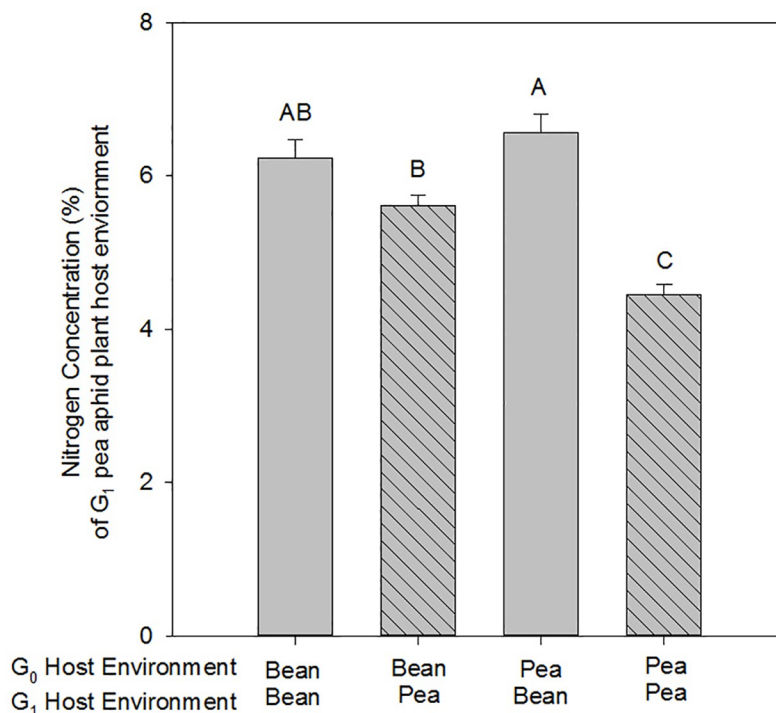 8
6
4
2
0
Nitrogen Concentration (%)
of G₁ pea aphid plant host enviornment
AB
B
A
C
G₀ Host Environment Bean Bean Pea Pea
G₁ Host Environment Bean Pea Bean Pea